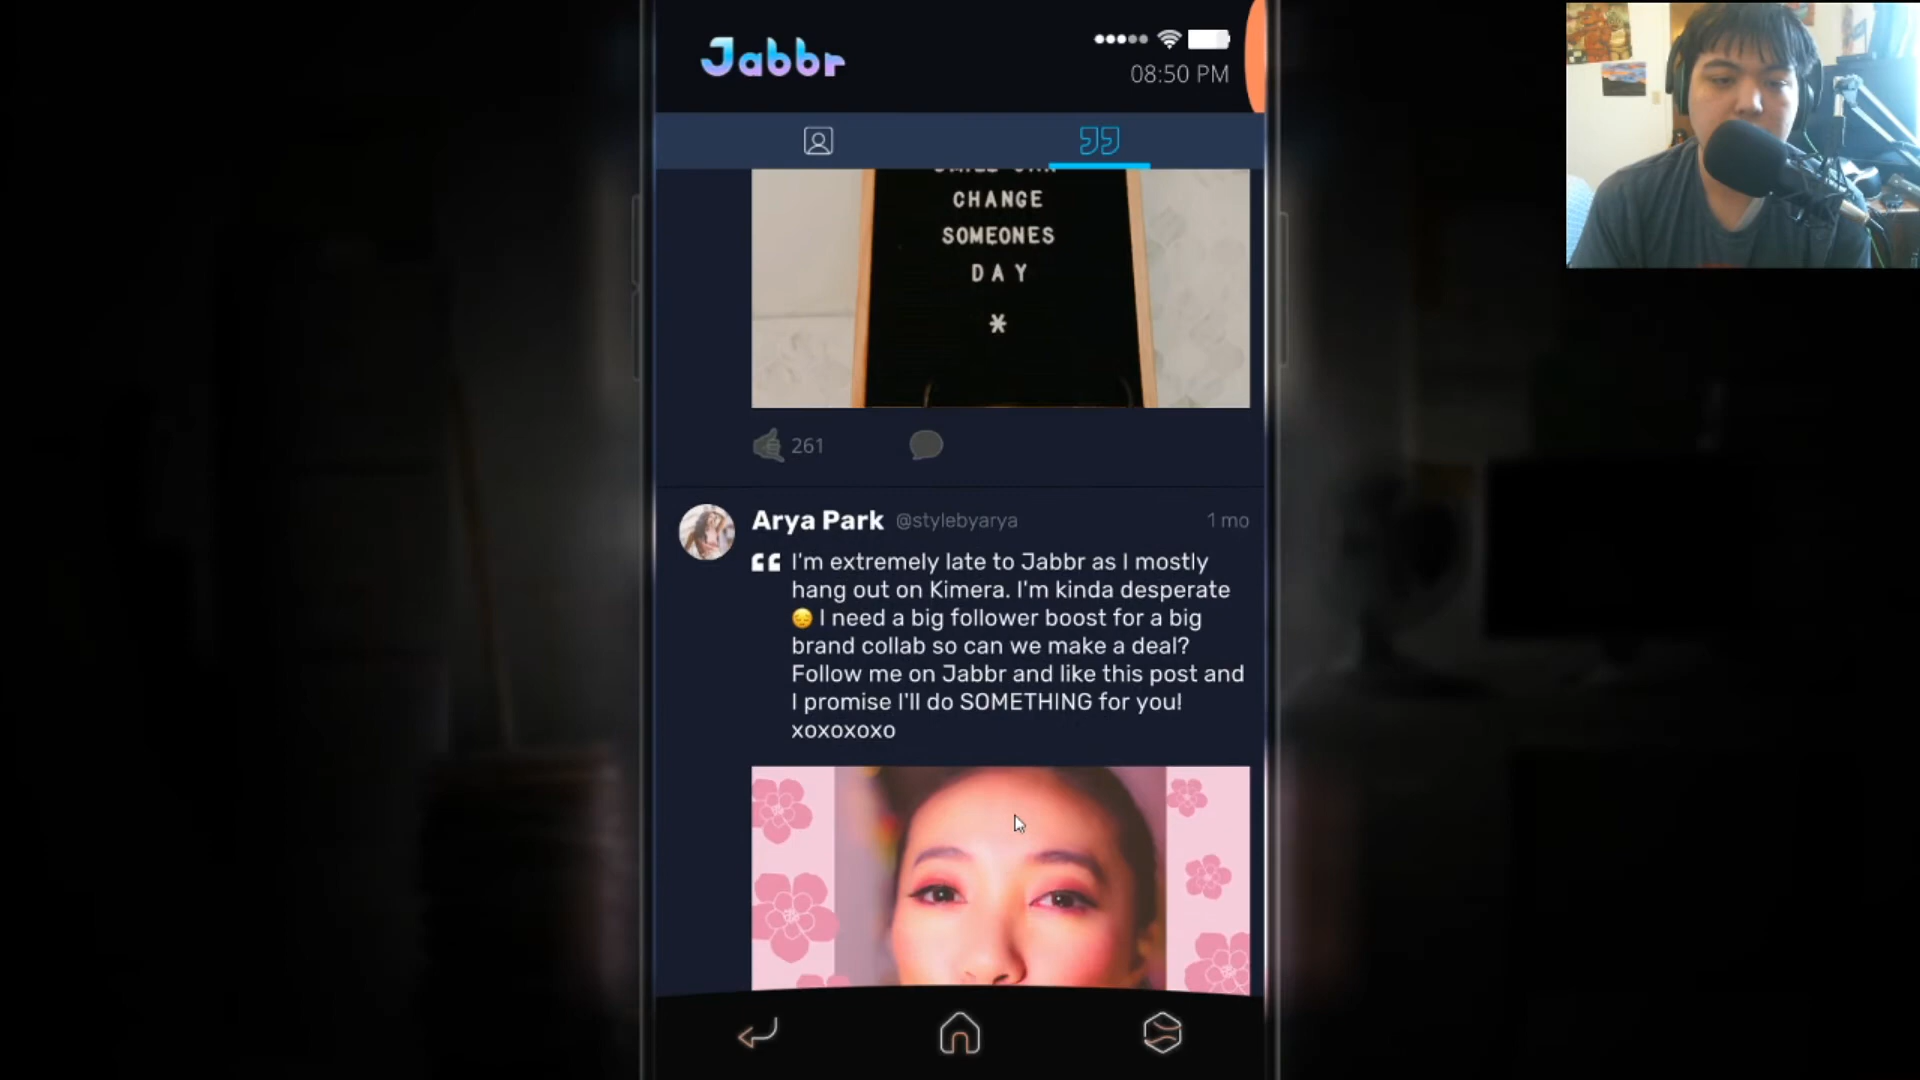 Jabbr
08:50 PM
CHANGE
SOMEONES
DAY
*
261
Arya Park @stylebyarya 1 mo
I'm extremely late to Jabbr as I mostly
hang out on Kimera. I'm kinda desperate
😔 I need a big follower boost for a big
brand collab so can we make a deal?
Follow me on Jabbr and like this post and
I promise I'll do SOMETHING for you!
xoxoxoxo